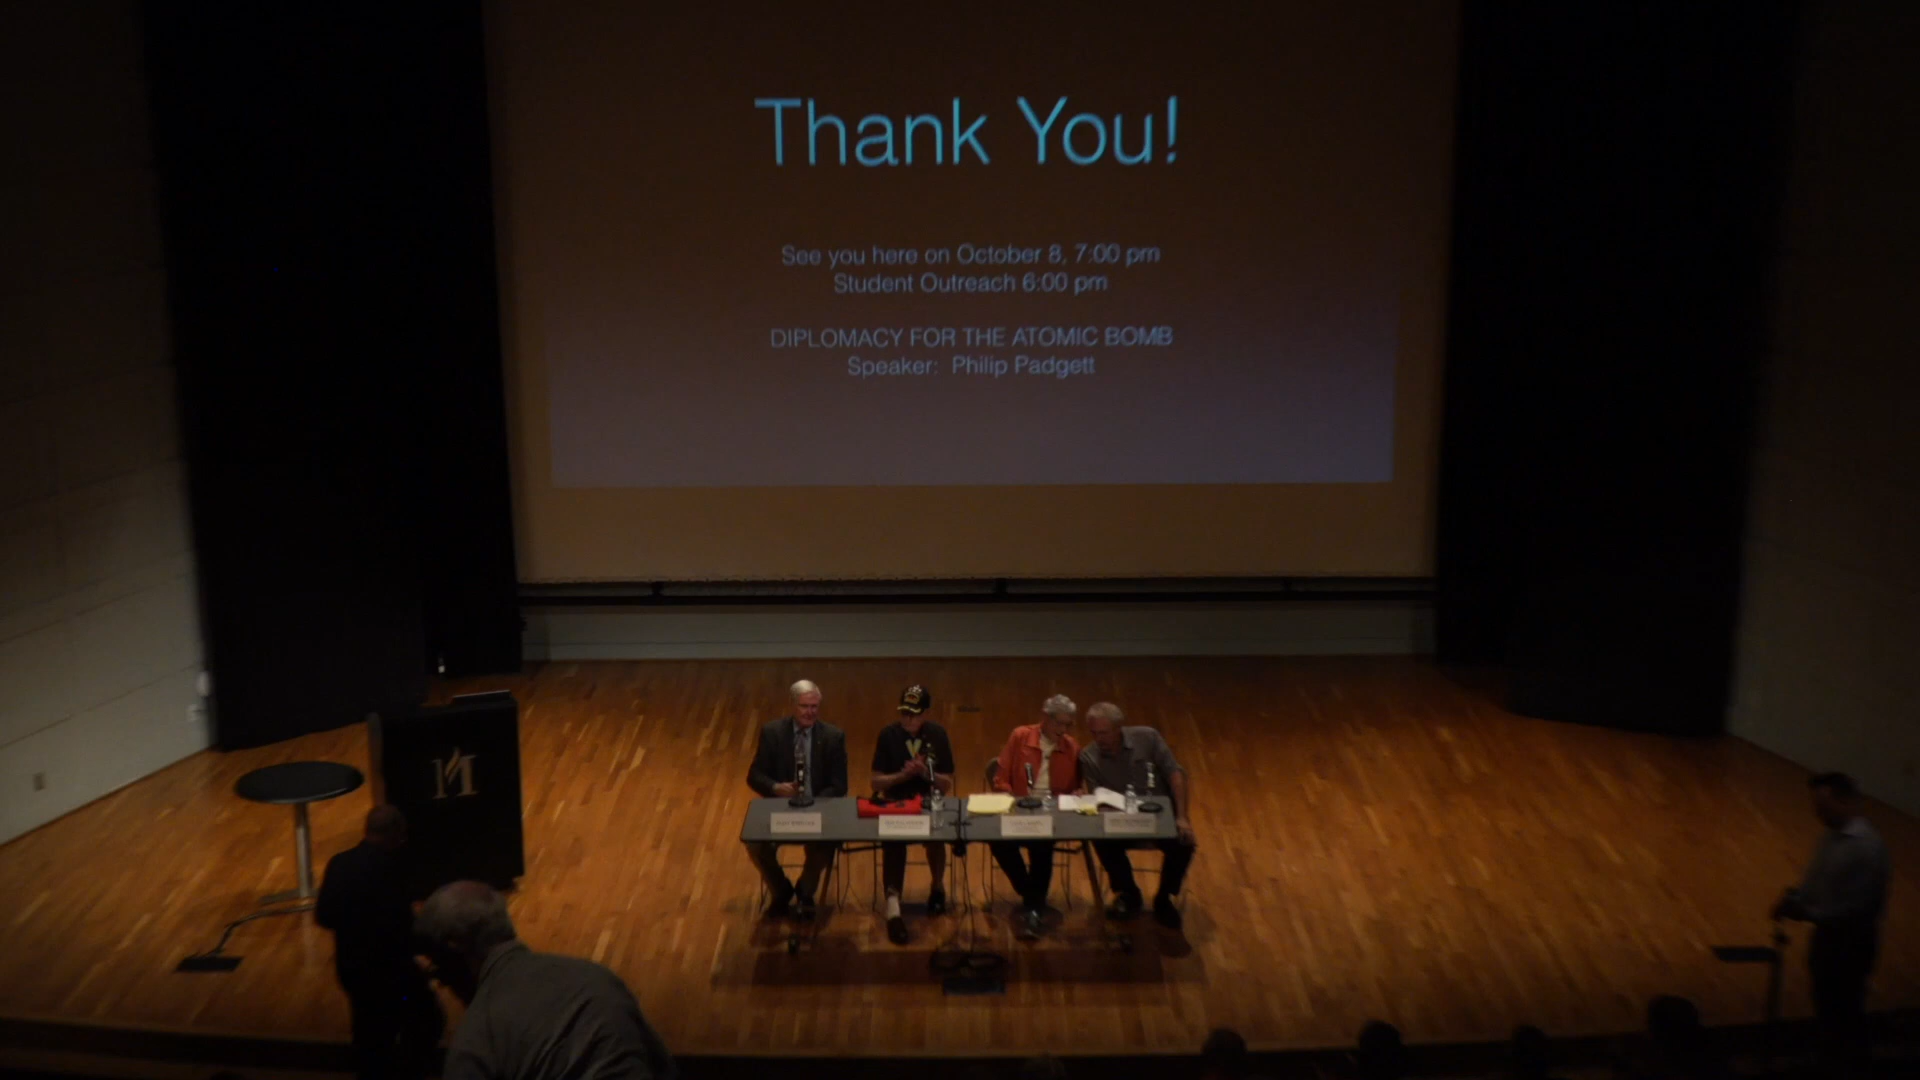 Thank You!
See you here on October 8, 7:00 pm
Student Outreach 6:00 pm
DIPLOMACY FOR THE ATOMIC BOMB
Speaker: Philip Padgett